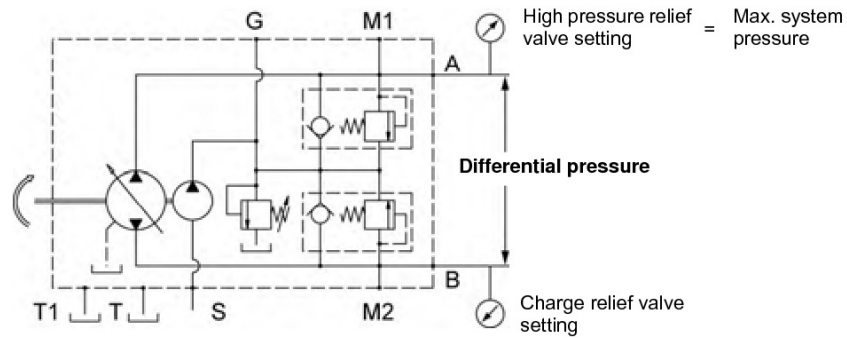 G
M1
High pressure relief
valve setting
=
Max. system
pressure
A
Differential pressure
B
T1
T
S
M2
Charge relief valve
setting